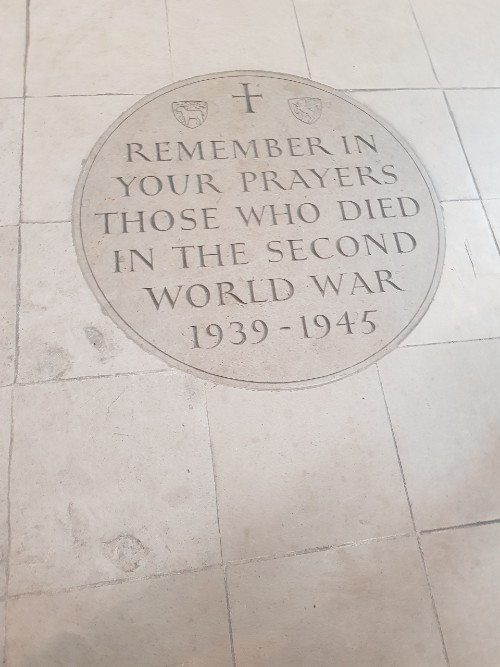 REMEMBER IN
YOUR PRAYERS
THOSE WHO DIED
IN THE SECOND
WORLD WAR
1939-1945